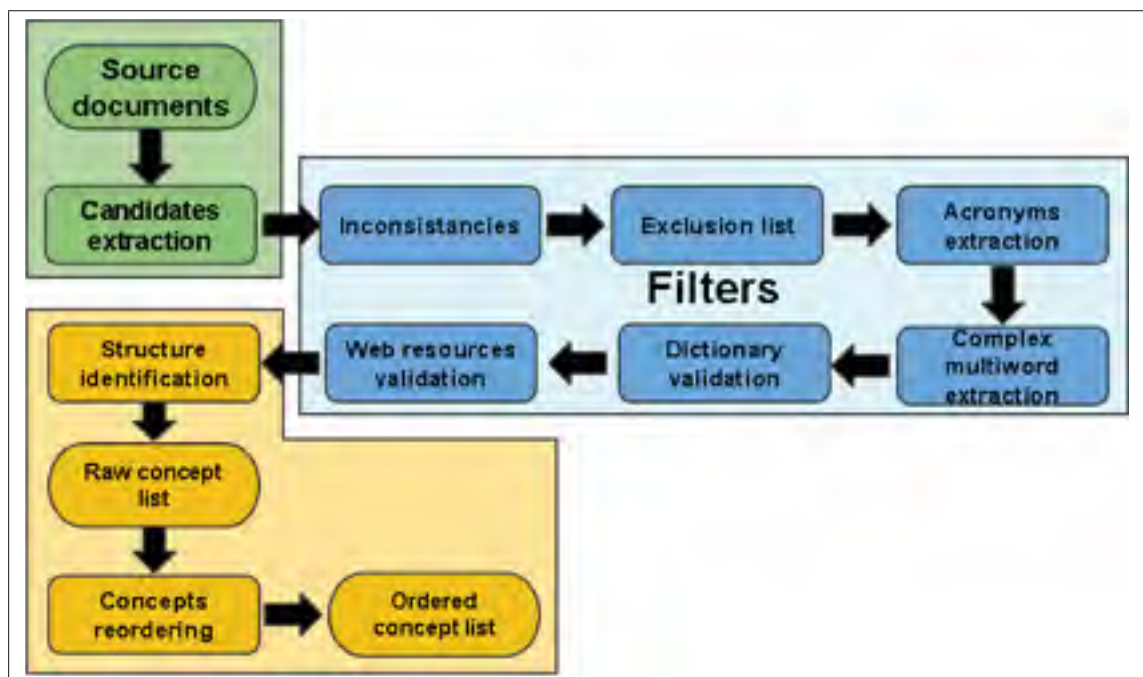 Source
documents
Candidates
extraction
Inconsistancies
Exclusion list
Acronyms
extraction
Filters
Complex
multiword
extraction
Dictionary
validation
Web resources
validation
Structure
identification
Raw concept
list
Concepts
reordering
Ordered
concept list